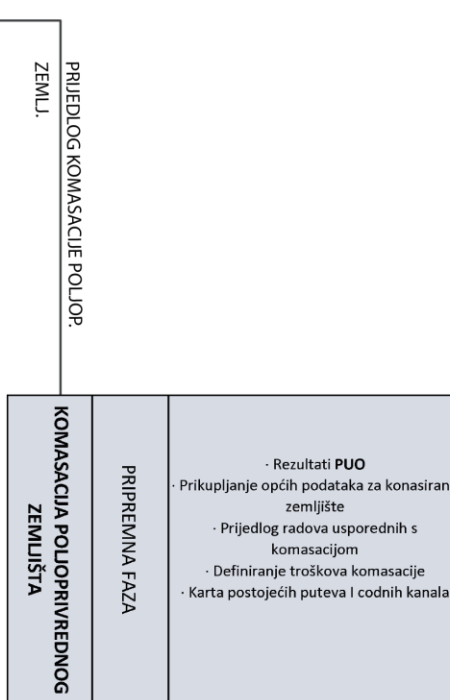 PRIJEDLOG KOMASACIJE POLJOP.
ZEMLJ.
KOMASACIJA POLJOPRIVREDNOG
ZEMLJIŠTA
PRIPREMNA FAZA
· Rezultati PUO
· Prikupljanje općih podataka za konasiran
zemljište
· Prijedlog radova usporednih s
komasacijom
· Definiranje troškova komasacije
· Karta postojećih puteva I codnih kanala